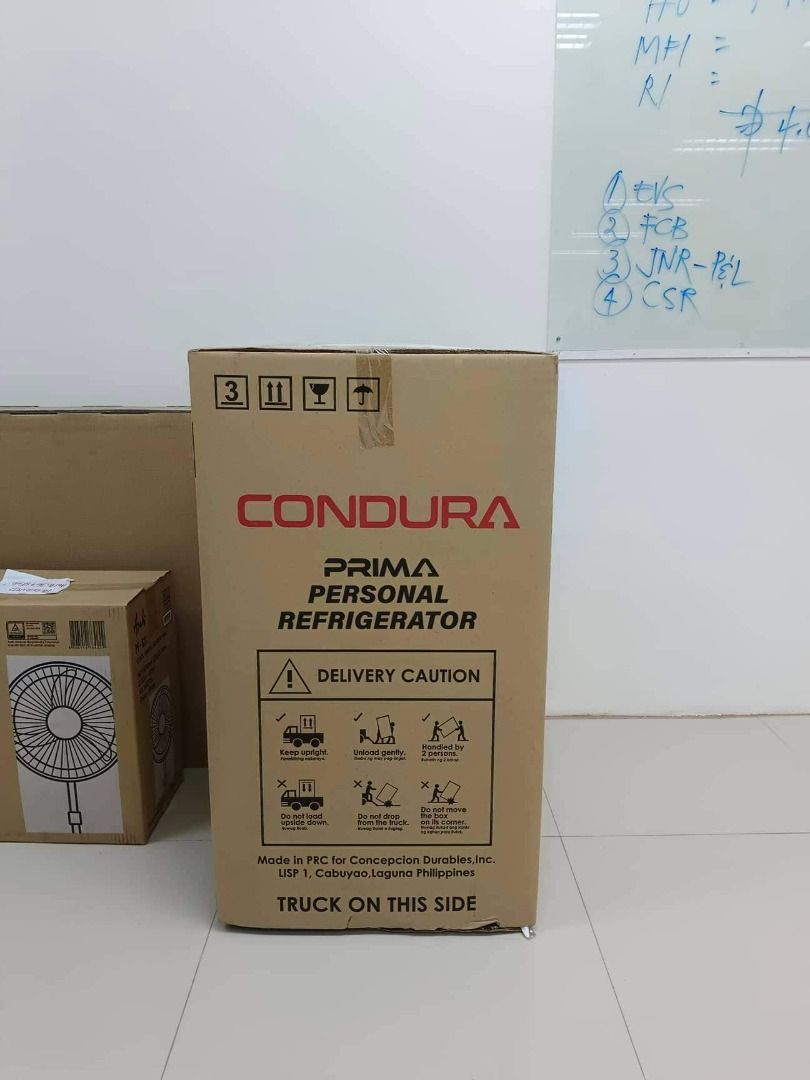 MFI =
RI =
① EVS
② FCB
③ JNR-P&L
④ CSR
3
CONDURA
PRIMA
PERSONAL
REFRIGERATOR
DELIVERY CAUTION
Keep upright.
Unload gently.
Handled by
2 persons.
Do not load
upside down.
Do not drop
from the truck.
Do not move
the box
on its corner.
Made in PRC for Concepcion Durables,Inc.
LISP 1, Cabuyao,Laguna Philippines
TRUCK ON THIS SIDE